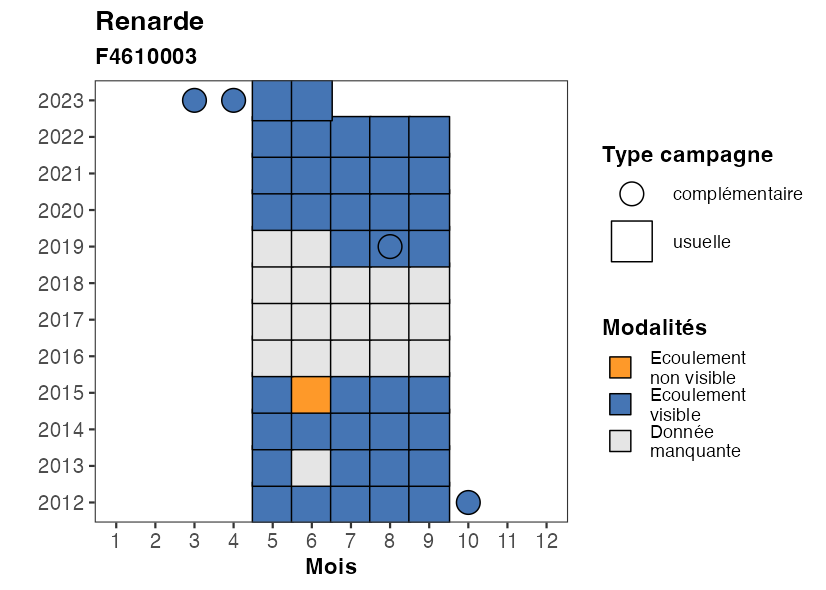 Renarde
F4610003
2023
2022
2021
2020
2019
2018
2017
2016
2015
2014
2013
2012
1 2 3 4 5 6 7 8 9 10 11 12
Mois
Type campagne
complémentaire
usuelle
Modalités
Ecoulement
non visible
Ecoulement
visible
Donnée
manquante